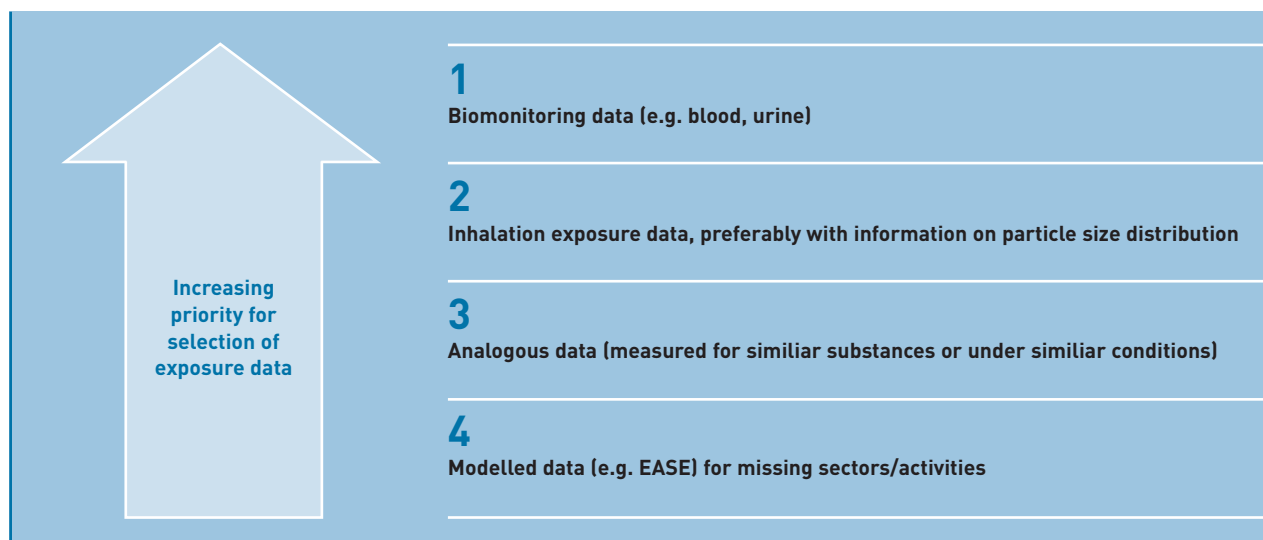 1
Biomonitoring data (e.g. blood, urine)
2
Inhalation exposure data, preferably with information on particle size distribution
Increasing
priority for
selection of
exposure data
3
Analogous data (measured for similiar substances or under similiar conditions)
4
Modelled data (e.g. EASE) for missing sectors/activities